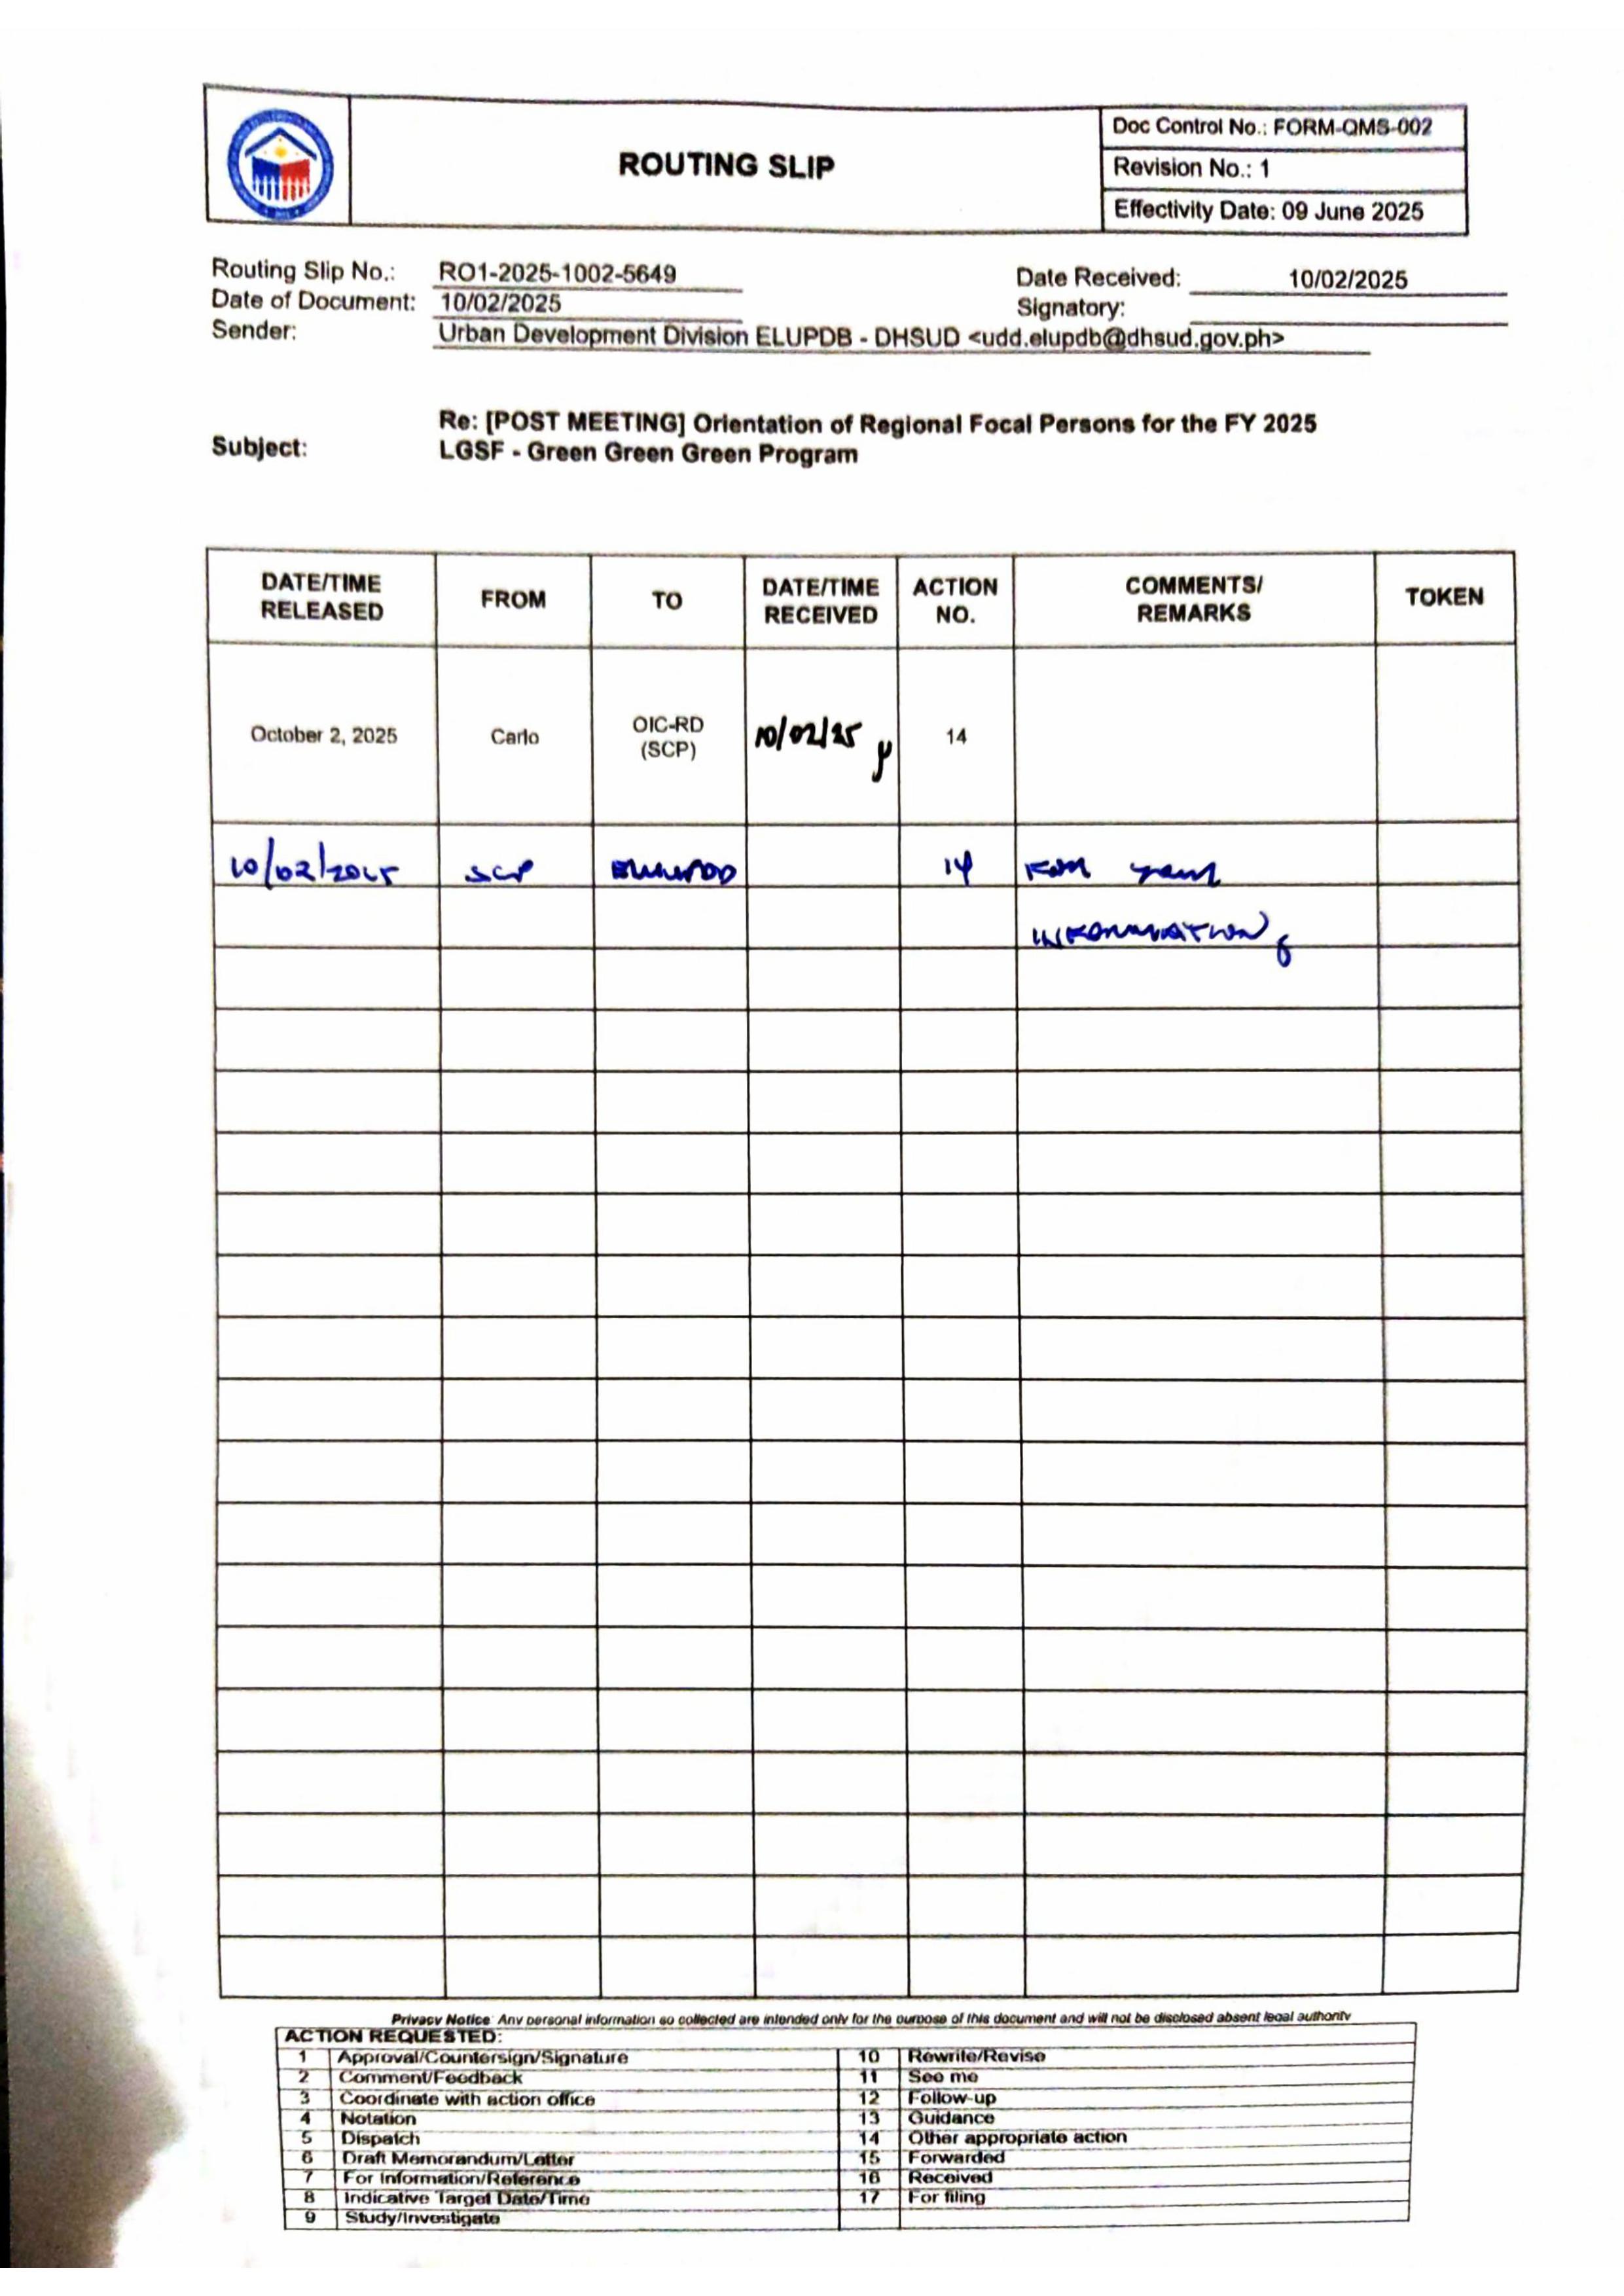 ROUTING SLIP
Doc Control No.: FORM-QMS-002
Revision No.: 1
Effectivity Date: 09 June 2025
Routing Slip No.: RO1-2025-1002-5649
Date Received: 10/02/2025
Date of Document: 10/02/2025
Signatory:
Sender: Urban Development Division ELUPDB - DHSUD <udd.elupdb@dhsud.gov.ph>
Subject: Re: [POST MEETING] Orientation of Regional Focal Persons for the FY 2025
LGSF - Green Green Green Program
DATE/TIME RELEASED FROM TO DATE/TIME RECEIVED ACTION NO. COMMENTS/ REMARKS TOKEN
October 2, 2025 Carlo OIC-RD (SCP) 10/02/25 14
10/02/2025 SCP 14 FOR YOUR
INFORMATION
Privacy Notice: Any personal information so collected are intended only for the purpose of this document and will not be disclosed absent legal authority
ACTION REQUESTED:
1 Approval/Countersign/Signature 10 Rewrite/Revise
2 Comment/Feedback 11 See me
3 Coordinate with action office 12 Follow-up
4 Notation 13 Guidance
5 Dispatch 14 Other appropriate action
6 Draft Memorandum/Letter 15 Forwarded
7 For Information/Reference 16 Received
8 Indicative Target Date/Time 17 For filing
9 Study/Investigate